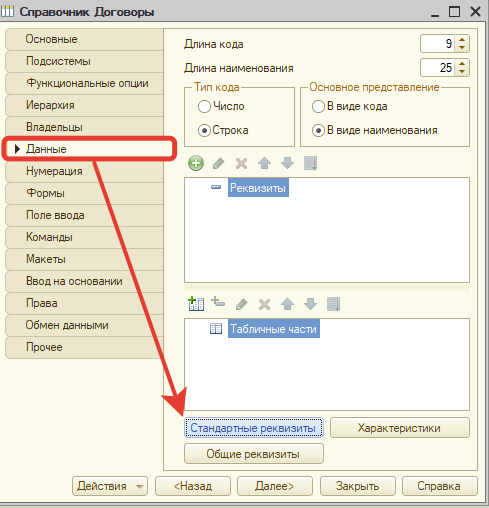 Справочник Договоры
Основные
Подсистемы
Функциональные опции
Иерархия
Владельцы
Данные
Нумерация
Формы
Поле ввода
Команды
Макеты
Ввод на основании
Права
Обмен данными
Прочее
Длина кода 9
Длина наименования 25
Тип кода
Число
Строка
Основное представление
В виде кода
В виде наименования
Реквизиты
Табличные части
Стандартные реквизиты
Характеристики
Общие реквизиты
Действия
<Назад
Далее>
Закрыть
Справка